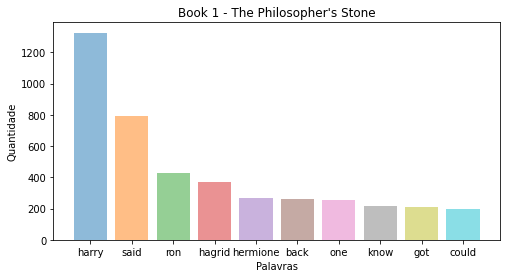 Book 1 - The Philosopher's Stone
1200
1000
800
600
400
200
0
Quantidade
harry said ron hagrid hermione back one know got could
Palavras